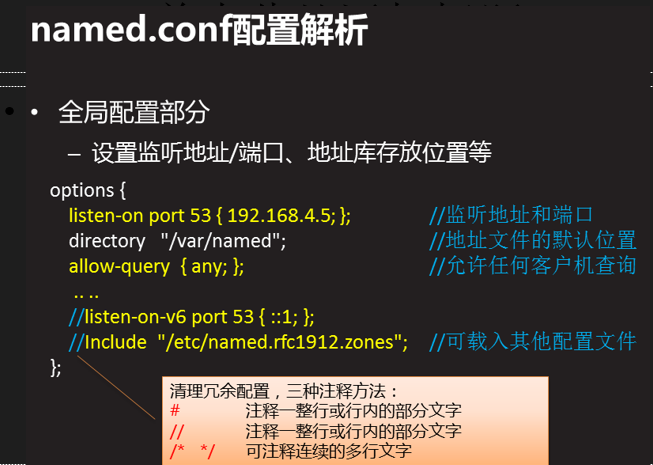 named.conf配置解析
• 全局配置部分
– 设置监听地址/端口、地址库存放位置等
options {
listen-on port 53 { 192.168.4.5; }; //监听地址和端口
directory "/var/named"; //地址文件的默认位置
allow-query { any; }; //允许任何客户机查询
.. ..
//listen-on-v6 port 53 { ::1; };
//Include "/etc/named.rfc1912.zones"; //可载入其他配置文件
};
清理冗余配置，三种注释方法：
# 注释一整行或行内的部分文字
// 注释一整行或行内的部分文字
/* */ 可注释连续的多行文字